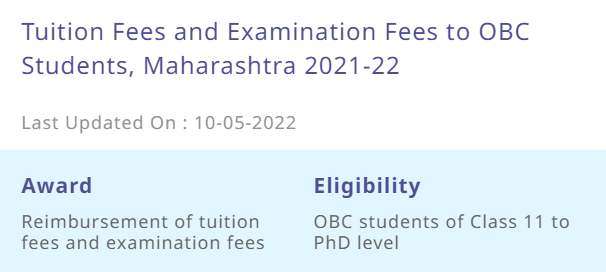 Tuition Fees and Examination Fees to OBC
Students, Maharashtra 2021-22
Last Updated On : 10-05-2022
Award
Reimbursement of tuition
fees and examination fees
Eligibility
OBC students of Class 11 to
PhD level